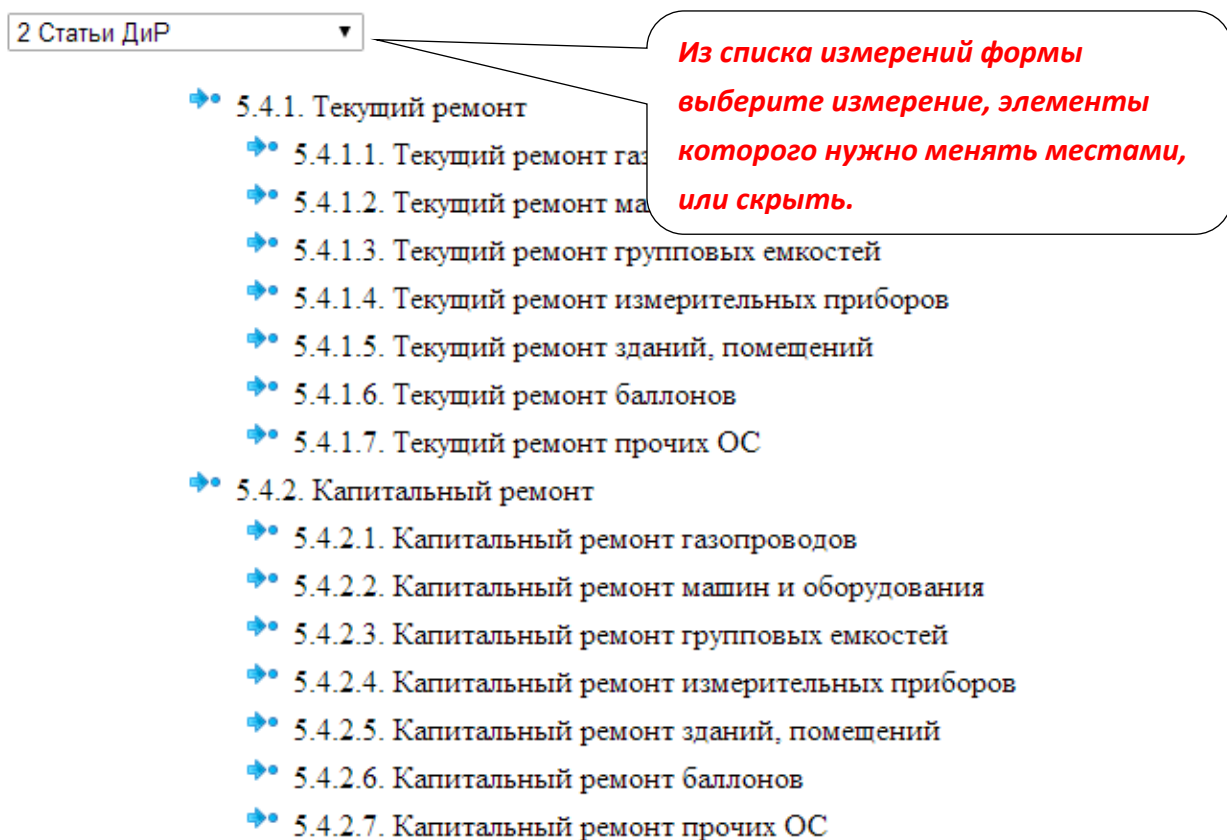 2 Статьи ДиР
Из списка измерений формы
выберите измерение, элементы
которого нужно менять местами,
или скрыть.
5.4.1. Текущий ремонт
5.4.1.1. Текущий ремонт газ
5.4.1.2. Текущий ремонт ма
5.4.1.3. Текущий ремонт групповых емкостей
5.4.1.4. Текущий ремонт измерительных приборов
5.4.1.5. Текущий ремонт зданий, помещений
5.4.1.6. Текущий ремонт баллонов
5.4.1.7. Текущий ремонт прочих ОС
5.4.2. Капитальный ремонт
5.4.2.1. Капитальный ремонт газопроводов
5.4.2.2. Капитальный ремонт машин и оборудования
5.4.2.3. Капитальный ремонт групповых емкостей
5.4.2.4. Капитальный ремонт измерительных приборов
5.4.2.5. Капитальный ремонт зданий, помещений
5.4.2.6. Капитальный ремонт баллонов
5.4.2.7. Капитальный ремонт прочих ОС